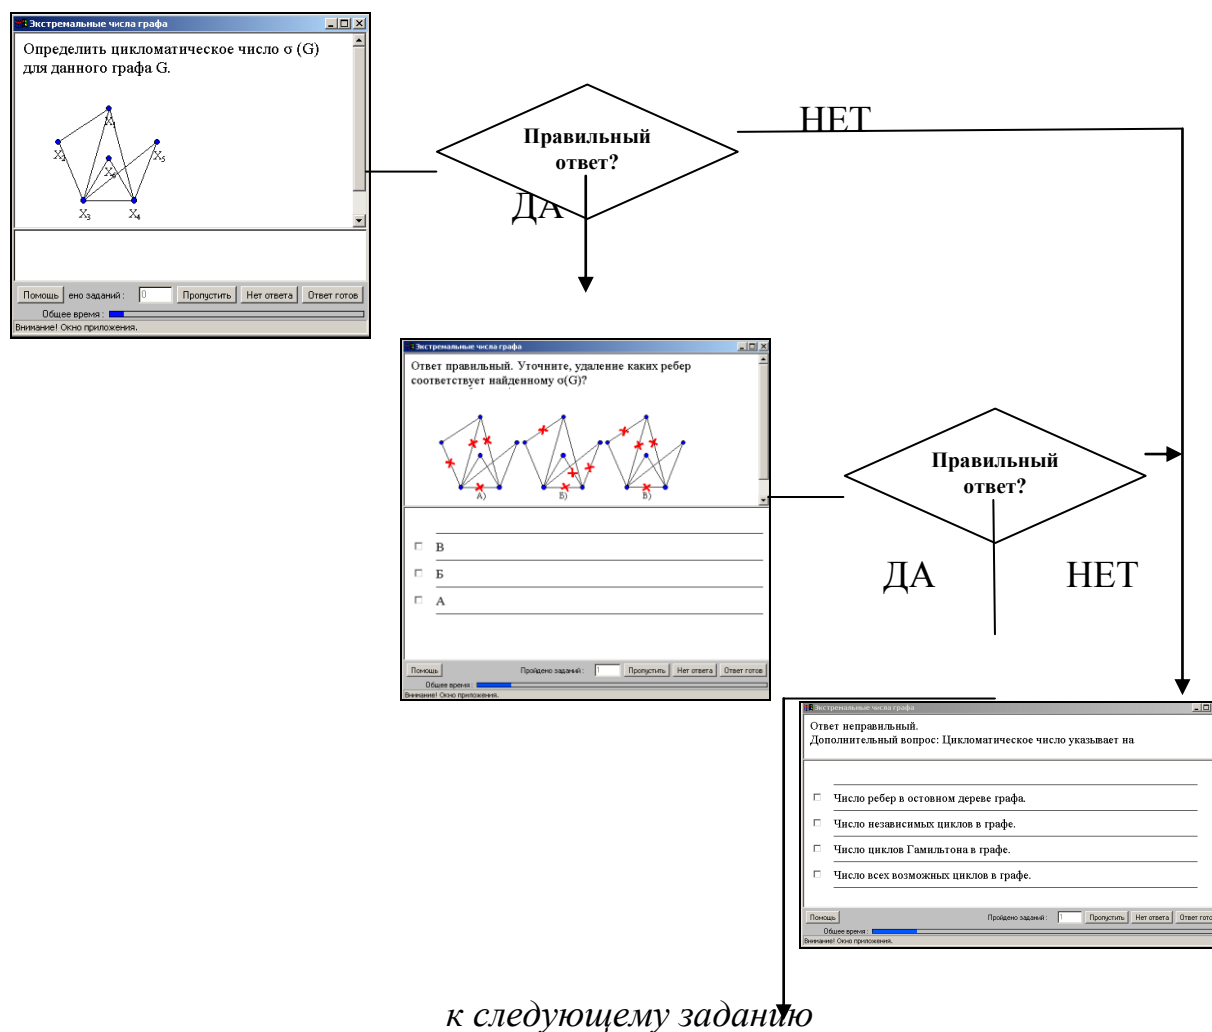 Экстремальные числа графа
Определить цикломатическое число σ (G)
для данного графа G.
X1
X2
X5
X6
X3
X4
Помощь
ено заданий :
0
Пропустить
Нет ответа
Ответ готов
Общее время :
Внимание! Окно приложения.
Правильный
ответ?
НЕТ
ДА
Экстремальные числа графа
Ответ правильный. Уточните, удаление каких ребер
соответствует найденному σ(G)?
А)
Б)
В)
В
Б
А
Помощь
Пройдено заданий :
1
Пропустить
Нет ответа
Ответ готов
Общее время :
Внимание! Окно приложения.
Правильный
ответ?
ДА
НЕТ
Экстремальные числа графа
Ответ неправильный.
Дополнительный вопрос: Цикломатическое число указывает на
Число ребер в остовном дереве графа.
Число независимых циклов в графе.
Число циклов Гамильтона в графе.
Число всех возможных циклов в графе.
Помощь
Пройдено заданий :
1
Пропустить
Нет ответа
Ответ гото
Общее время :
Внимание! Окно приложения.
к следующему заданию